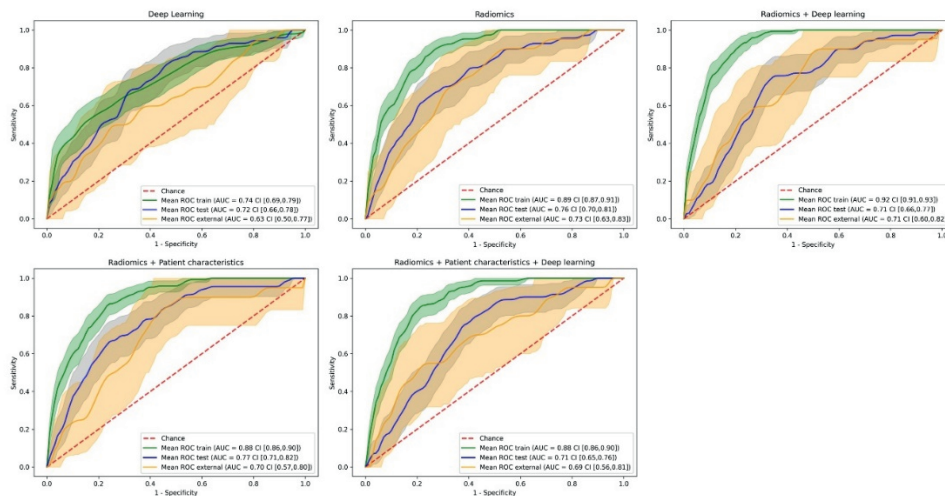 Deep Learning
Sensitivity
1.0
0.8
0.6
0.4
0.2
0.0
Chance
Mean ROC train (AUC = 0.74 CI [0.69,0.79])
Mean ROC test (AUC = 0.72 CI [0.66,0.78])
Mean ROC external (AUC = 0.63 CI [0.50,0.77])
0.0 0.2 0.4 0.6 0.8 1.0
1 - Specificity
Radiomics
Sensitivity
1.0
0.8
0.6
0.4
0.2
0.0
Chance
Mean ROC train (AUC = 0.89 CI [0.87,0.91])
Mean ROC test (AUC = 0.76 CI [0.70,0.81])
Mean ROC external (AUC = 0.73 CI [0.63,0.83])
0.0 0.2 0.4 0.6 0.8 1.0
1 - Specificity
Radiomics + Deep learning
Sensitivity
1.0
0.8
0.6
0.4
0.2
0.0
Chance
Mean ROC train (AUC = 0.92 CI [0.91,0.93])
Mean ROC test (AUC = 0.71 CI [0.66,0.77])
Mean ROC external (AUC = 0.71 CI [0.60,0.82
0.0 0.2 0.4 0.6 0.8 1.0
1 - Specificity
Radiomics + Patient characteristics
Sensitivity
1.0
0.8
0.6
0.4
0.2
0.0
Chance
Mean ROC train (AUC = 0.88 CI [0.86,0.90])
Mean ROC test (AUC = 0.77 CI [0.71,0.82])
Mean ROC external (AUC = 0.70 CI [0.57,0.80])
0.0 0.2 0.4 0.6 0.8 1.0
1 - Specificity
Radiomics + Patient characteristics + Deep learning
Sensitivity
1.0
0.8
0.6
0.4
0.2
0.0
Chance
Mean ROC train (AUC = 0.88 CI [0.86,0.90])
Mean ROC test (AUC = 0.71 CI [0.65,0.76])
Mean ROC external (AUC = 0.69 CI [0.56,0.81])
0.0 0.2 0.4 0.6 0.8 1.0
1 - Specificity